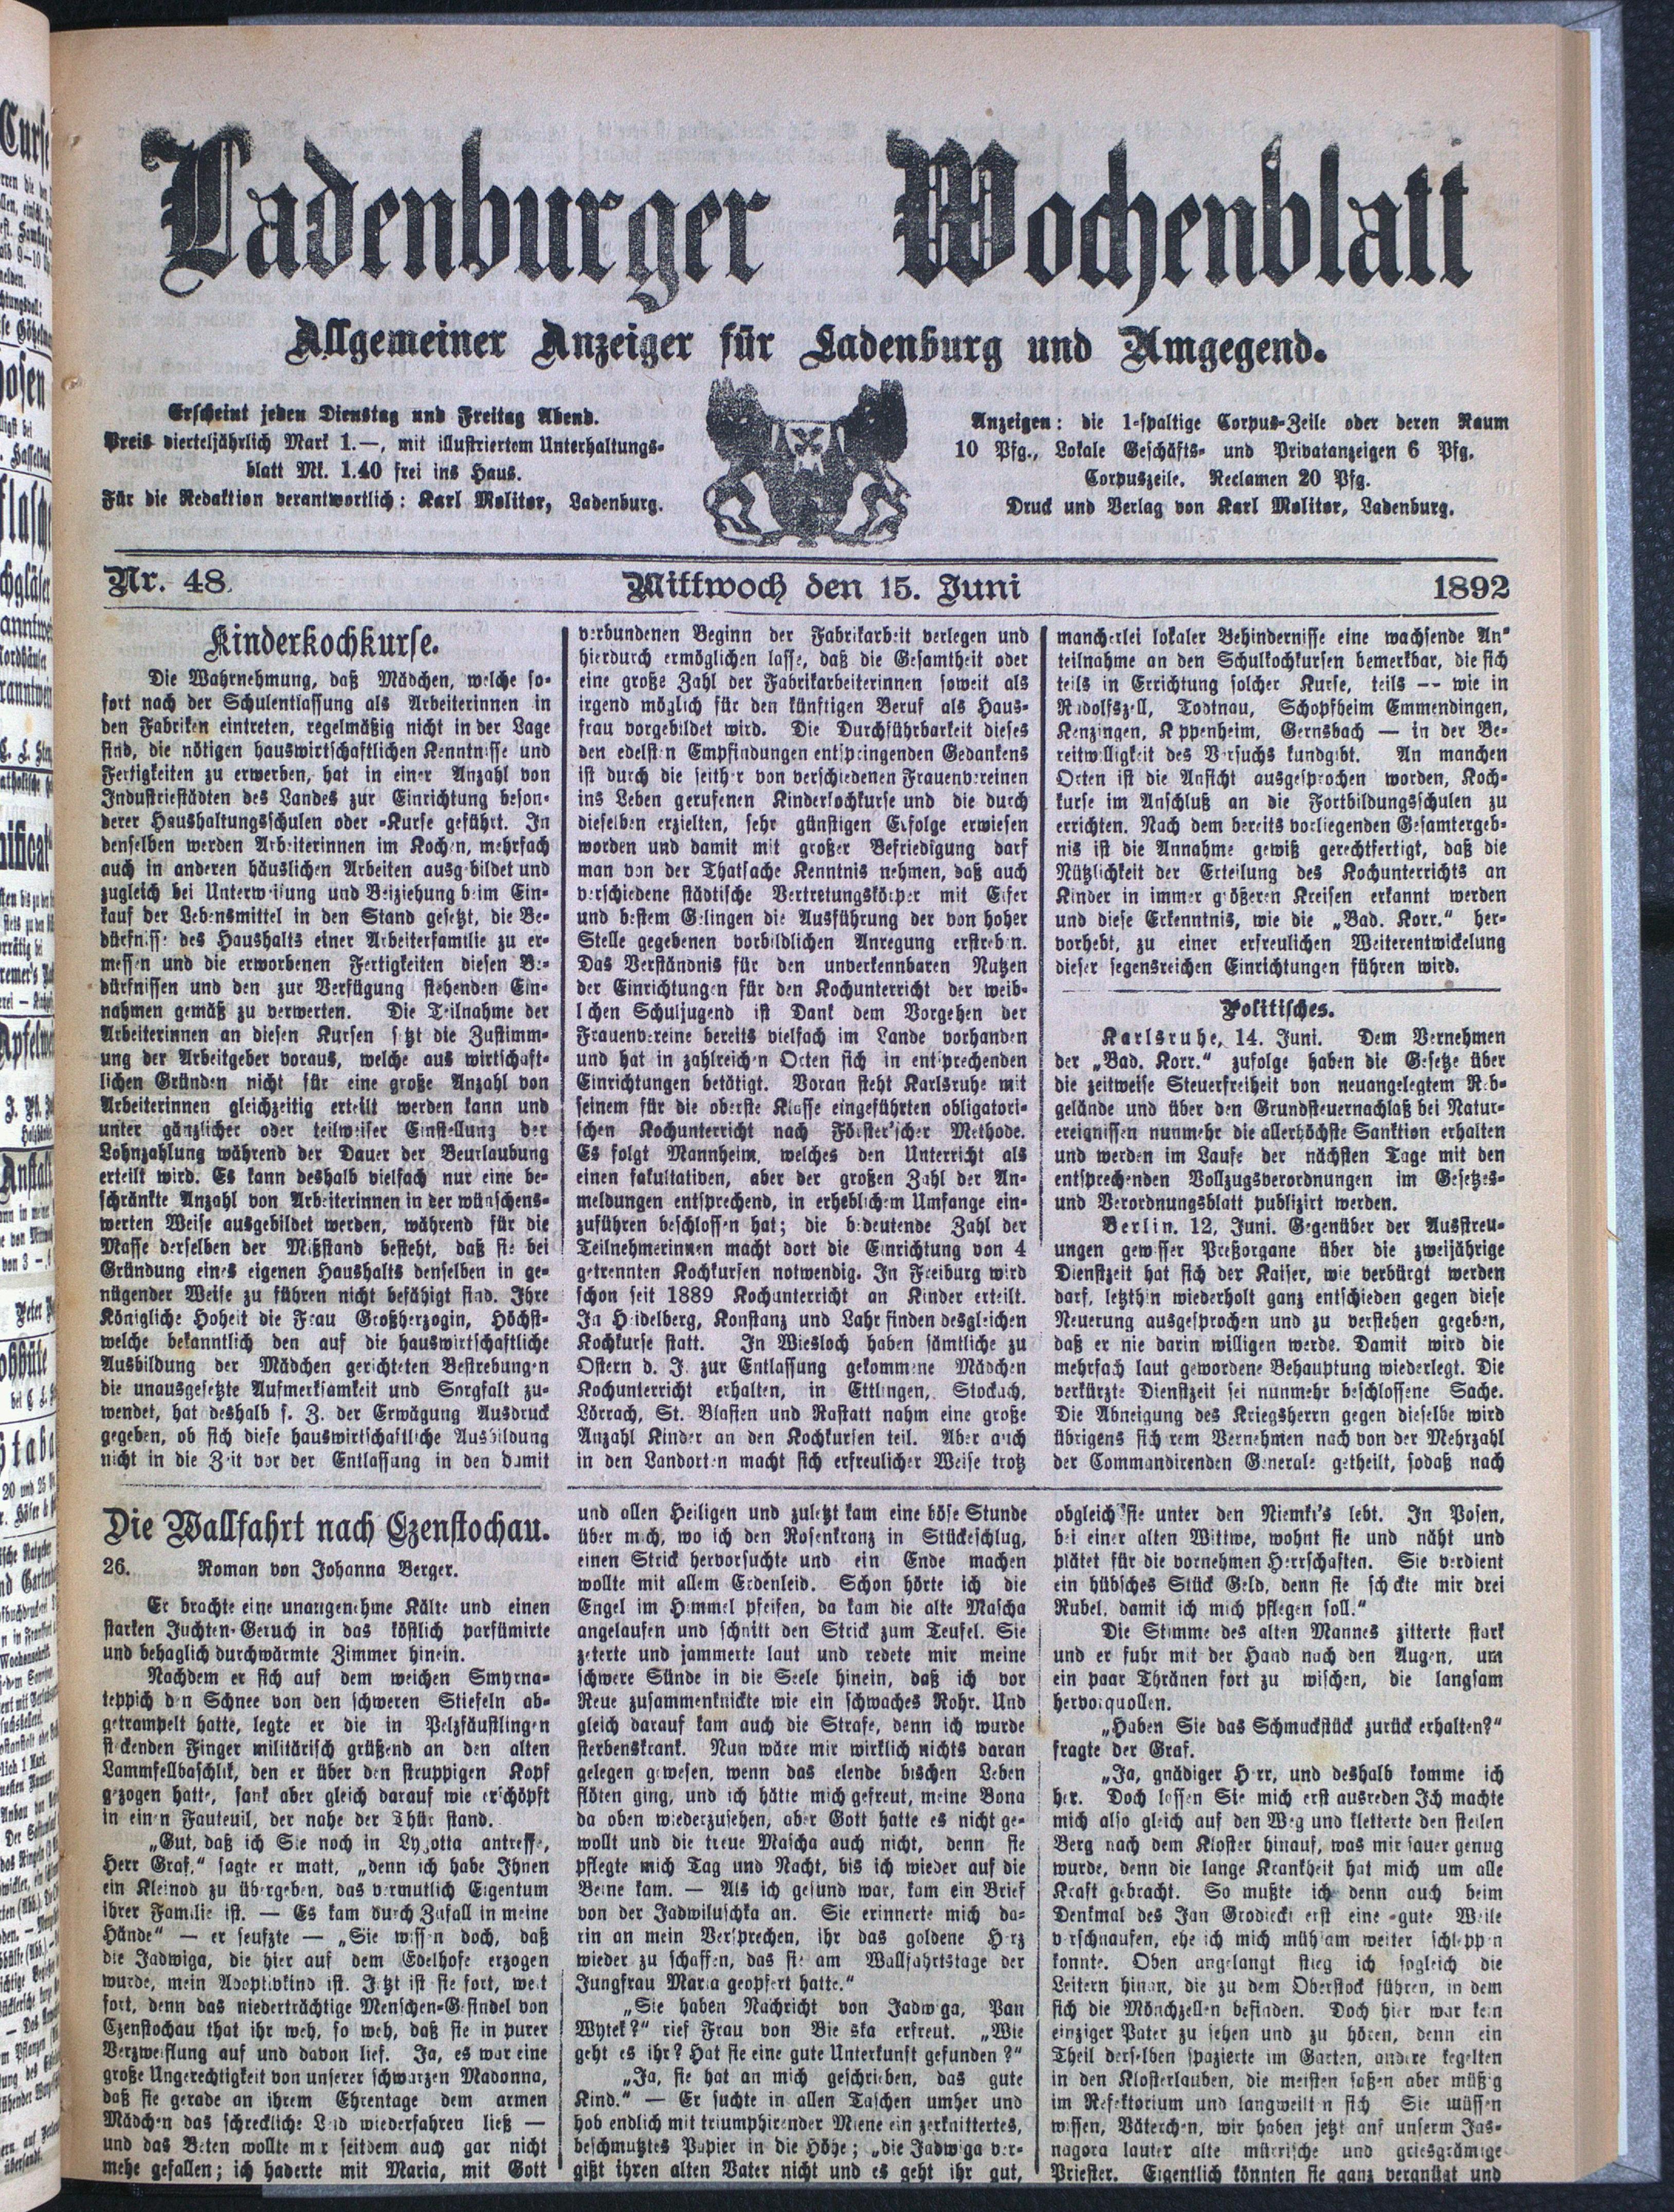 Ladenburger Wochenblatt
Allgemeiner Anzeiger für Ladenburg und Umgegend.
Erscheint jeden Dienstag und Freitag Abend.
Preis vierteljährlich Mark 1.—, mit illustriertem Unterhaltungs-
blatt Mk. 1.40 frei ins Haus.
Für die Redaktion verantwortlich: Karl Molitor, Ladenburg.
Anzeigen: die 1-spaltige Corpus-Zeile oder deren Raum
10 Pfg., Lokale Geschäfts- und Privatanzeigen 6 Pfg.
Corpuszeile, Reclamen 20 Pfg.
Druck und Verlag von Karl Molitor, Ladenburg.
Nr. 48. Mittwoch den 15. Juni 1892
Kinderkochkurse.
Die Wahrnehmung, daß Mädchen, welche so-
fort nach der Schulentlassung als Arbeiterinnen in
den Fabriken eintreten, regelmäßig nicht in der Lage
sind, die nötigen hauswirtschaftlichen Kenntnisse und
Fertigkeiten zu erwerben, hat in einer Anzahl von
Industriestädten des Landes zur Einrichtung beson-
derer Haushaltungsschulen oder -Kurse geführt. In
denselben werden Arbeiterinnen im Kochen, mehrfach
auch in anderen häuslichen Arbeiten ausgebildet und
zugleich bei Unterweisung und Beiziehung beim Ein-
kauf der Lebensmittel in den Stand gesetzt, die Be-
dürfnisse des Haushalts einer Arbeiterfamilie zu er-
messen und die erworbenen Fertigkeiten diesen Be-
dürfnissen und den zur Verfügung stehenden Ein-
nahmen gemäß zu verwerten. Die Teilnahme der
Arbeiterinnen an diesen Kursen setzt die Zustimm-
ung der Arbeitgeber voraus, welche aus wirtschaft-
lichen Gründen nicht für eine große Anzahl von
Arbeiterinnen gleichzeitig erteilt werden kann und
unter gänzlicher oder teilweiser Einstellung der
Lohnzahlung während der Dauer der Beurlaubung
erteilt wird. Es kann deshalb vielfach nur eine be-
schränkte Anzahl von Arbeiterinnen in der wünschens-
werten Weise ausgebildet werden, während für die
Masse derselben der Mißstand besteht, daß sie bei
Gründung eines eigenen Haushalts denselben in ge-
nügender Weise zu führen nicht befähigt sind. Ihre
Königliche Hoheit die Frau Großherzogin, Höchst-
welche bekanntlich den auf die hauswirtschaftliche
Ausbildung der Mädchen gerichteten Bestrebungen
die unausgesetzte Aufmerksamkeit und Sorgfalt zu-
wendet, hat deshalb s. Z. der Erwägung Ausdruck
gegeben, ob sich diese hauswirtschaftliche Ausbildung
nicht in die Zeit vor der Entlassung in den damit
verbundenen Beginn der Fabrikarbeit verlegen und
hierdurch ermöglichen lasse, daß die Gesamtheit oder
eine große Zahl der Fabrikarbeiterinnen soweit als
irgend möglich für den künftigen Beruf als Haus-
frau vorgebildet wird. Die Durchführbarkeit dieses
den edelsten Empfindungen entspringenden Gedankens
ist durch die seither von verschiedenen Frauenvereinen
ins Leben gerufenen Kinderkochkurse und die durch
dieselben erzielten, sehr günstigen Erfolge erwiesen
worden und damit mit großer Befriedigung darf
man von der Thatsache Kenntnis nehmen, daß auch
verschiedene städtische Vertretungskörper mit Eifer
und bestem Gelingen die Ausführung der von hoher
Stelle gegebenen vorbildlichen Anregung erstreben.
Das Verständnis für den unverkennbaren Nutzen
der Einrichtungen für den Kochunterricht der weib-
lichen Schuljugend ist Dank dem Vorgehen der
Frauenvereine bereits vielfach im Lande vorhanden
und hat in zahlreichen Orten sich in entsprechenden
Einrichtungen betätigt. Voran steht Karlsruhe mit
seinem für die oberste Klasse eingeführten obligatori-
schen Kochunterricht nach Förster'scher Methode.
Es folgt Mannheim, welches den Unterricht als
einen fakultativen, aber der großen Zahl der An-
meldungen entsprechend, in erheblichem Umfange ein-
zuführen beschlossen hat; die bedeutende Zahl der
Teilnehmerinnen macht dort die Einrichtung von 4
getrennten Kochkursen notwendig. In Freiburg wird
schon seit 1889 Kochunterricht an Kinder erteilt.
In Heidelberg, Konstanz und Lahr finden desgleichen
Kochkurse statt. In Wiesloch haben sämtliche zu
Ostern d. J. zur Entlassung gekommene Mädchen
Kochunterricht erhalten, in Ettlingen, Stockach,
Lörrach, St. Blasien und Rastatt nahm eine große
Anzahl Kinder an den Kochkursen teil. Aber auch
in den Landorten macht sich erfreulicher Weise trotz
mancherlei lokaler Behindernisse eine wachsende An-
teilnahme an den Schulkochkursen bemerkbar, die sich
teils in Errichtung solcher Kurse, teils — wie in
Radolfszell, Todtnau, Schopfheim Emmendingen,
Kenzingen, Kippenheim, Gernsbach — in der Be-
reitwilligkeit des Versuchs kundgibt. An manchen
Orten ist die Ansicht ausgesprochen worden, Koch-
kurse im Anschluß an die Fortbildungsschulen zu
errichten. Nach dem bereits vorliegenden Gesamtergeb-
nis ist die Annahme gewiß gerechtfertigt, daß die
Nützlichkeit der Erteilung des Kochunterrichts an
Kinder in immer größeren Kreisen erkannt werden
und diese Erkenntnis, wie die „Bad. Korr.“ her-
vorhebt, zu einer erfreulichen Weiterentwickelung
dieser segensreichen Einrichtungen führen wird.
Politisches.
Karlsruhe, 14. Juni. Dem Vernehmen
der „Bad. Korr.“ zufolge haben die Gesetze über
die zeitweise Steuerfreiheit von neuangelegtem Reb-
gelände und über den Grundsteuernachlaß bei Natur-
ereignissen nunmehr die allerhöchste Sanktion erhalten
und werden im Laufe der nächsten Tage mit den
entsprechenden Vollzugsverordnungen im Gesetzes-
und Verordnungsblatt publizirt werden.
Berlin. 12, Juni. Gegenüber der Ausstreu-
ungen gewisser Preßorgane über die zweijährige
Dienstzeit hat sich der Kaiser, wie verbürgt werden
darf, letzthin wiederholt ganz entschieden gegen diese
Neuerung ausgesprochen und zu verstehen gegeben,
daß er nie darin willigen werde. Damit wird die
mehrfach laut gewordene Behauptung wiederlegt. Die
verkürzte Dienstzeit sei nunmehr beschlossene Sache.
Die Abneigung des Kriegsherrn gegen dieselbe wird
übrigens sich rem Vernehmen nach von der Mehrzahl
der Commandirenden Generale getheilt, sodaß nach
Die Wallfahrt nach Czenstochau.
26. Roman von Johanna Berger.
Er brachte eine unangenehme Kälte und einen
starken Juchten-Geruch in das köstlich parfümirte
und behaglich durchwärmte Zimmer hinein.
Nachdem er sich auf dem weichen Smyrna-
teppich den Schnee von den schweren Stiefeln ab-
getrampelt hatte, legte er die in Pelzfäustlingen
steckenden Finger militärisch grüßend an den alten
Lammfellbaschlik, den er über den struppigen Kopf
gezogen hatte, sank aber gleich darauf wie erschöpft
in einen Fauteuil, der nahe der Thür stand.
„Gut, daß ich Sie noch in antreffe,
Herr Graf,“ sagte er matt, „denn ich habe Ihnen
ein Kleinod zu übergeben, das vermutlich Eigentum
ihrer Familie ist. — Es kam durch Zufall in meine
Hände“ — er seufzte — „Sie wissen doch, daß
die Jadwiga, die hier auf dem Edelhofe erzogen
wurde, mein Adoptivkind ist. Jetzt ist sie fort, weit
fort, denn das niederträchtige Menschen-Gesindel von
Czenstochau that ihr weh, so weh, daß sie in purer
Verzweiflung auf und davon lief. Ja, es war eine
große Ungerechtigkeit von unserer schwarzen Madonna,
daß sie gerade an ihrem Ehrentage dem armen
Mädchen das schreckliche Leid wiederfahren ließ —
und das Beten wollte mir seitdem auch gar nicht
mehe gefallen; ich haderte mit Maria, mit Gott
und allen Heiligen und zuletzt kam eine böse Stunde
über mich, wo ich den Rosenkranz in Stücke schlug,
einen Strick hervorsuchte und ein Ende machen
wollte mit allem Erdenleid. Schon hörte ich die
Engel im Himmel pfeifen, da kam die alte Mascha
angelaufen und schnitt den Strick zum Teufel. Sie
zeterte und jammerte laut und redete mir meine
schwere Sünde in die Seele hinein, daß ich vor
Reue zusammenknickte wie ein schwaches Rohr. Und
gleich darauf kam auch die Strafe, denn ich wurde
sterbenskrank. Nun wäre mir wirklich nichts daran
gelegen gewesen, wenn das elende bischen Leben
flöten ging, und ich hätte mich gefreut, meine Bona
da oben wiederzusehen, aber Gott hatte es nicht ge-
wollt und die treue Mascha auch nicht, denn sie
pflegte mich Tag und Nacht, bis ich wieder auf die
Beine kam. — Als ich gesund war, kam ein Brief
von der Jadwiluschka an. Sie erinnerte mich da-
rin an mein Versprechen, ihr das goldene Herz
wieder zu schaffen, das sie am Wallfahrtstage der
Jungfrau Maria geopfert hatte.“
„Sie haben Nachricht von Jadwiga, Pan
Wytek?“ rief Frau von erfreut. „Wie
geht es ihr? Hat sie eine gute Unterkunft gefunden?“
„Ja, sie hat an mich geschrieben, das gute
Kind.“ — Er suchte in allen Taschen umher und
hob endlich mit triumphirender Miene ein zerknittertes,
beschmutztes Papier in die Höhe; „die Jadwiga ver-
gißt ihren alten Vater nicht und es geht ihr gut,
obgleich sie unter den Niemki's lebt. In Posen,
bei einer alten Wittwe, wohnt sie und näht und
plätet für die vornehmen Herrschaften. Sie verdient
ein hübsches Stück Geld, denn sie schickte mir drei
Rubel, damit ich mich pflegen soll.“
Die Stimme des alten Mannes zitterte stark
und er fuhr mit der Hand nach den Augen, um
ein paar Thränen fort zu wischen, die langsam
hervorquollen.
„Haben Sie das Schmuckstück zurück erhalten?“
fragte der Graf.
„Ja, gnädiger Herr, und deshalb komme ich
her. Doch lassen Sie mich erst ausreden Ich machte
mich also gleich auf den Weg und kletterte den steilen
Berg nach dem Kloster hinauf, was mir sauer genug
wurde, denn die lange Krankheit hat mich um alle
Kraft gebracht. So mußte ich denn auch beim
Denkmal des Jan Grodiecki erst eine gute Weile
verschnaufen, ehe ich mich mühsam weiter schleppen
konnte. Oben angelangt stieg ich sogleich die
Leitern hinan, die zu dem Oberstock führen, in dem
sich die Mönchzellen befinden. Doch hier war kein
einziger Pater zu sehen und zu hören, denn ein
Theil derselben spazierte im Garten, andere kegelten
in den Klosterlauben, die meisten saßen aber müßig
im Refektorium und langweilten sich Sie müssen
wissen, Väterchen, wir haben jetzt auf unserm Jas-
nagora lauter alte mürrische und griesgrämige
Priester. Eigentlich könnten sie ganz vergnügt und